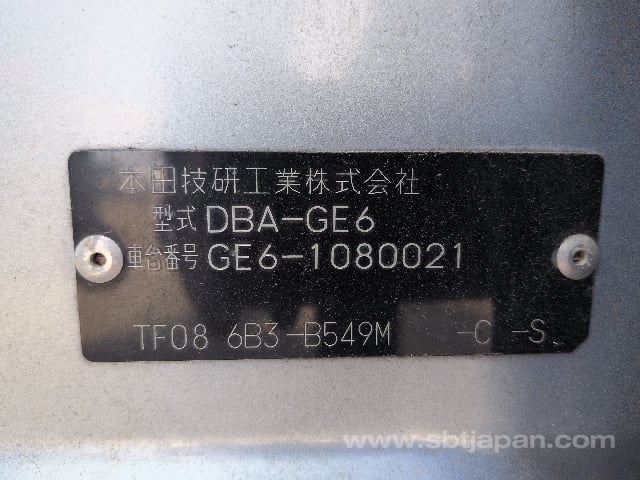 本田技研工業株式会社
型式 DBA-GE6
車台番号 GE6-1080021
TF08 6B3-B549M -C -S
www.sbtjapan.com